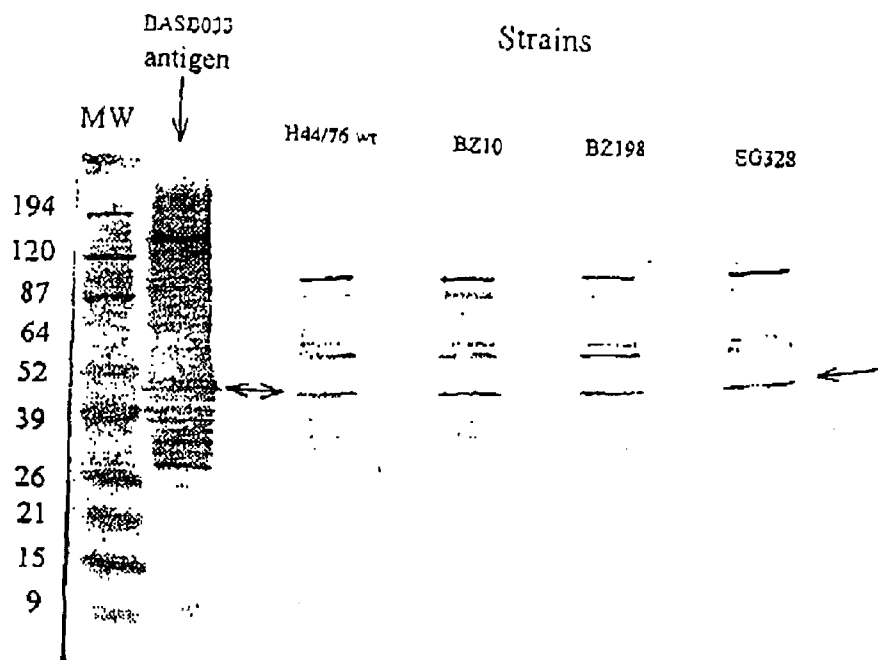 BASB033
antigen
Strains
MW
H44/76 wt
BZ10
BZ198
EG328
194
120
87
64
52
39
26
21
15
9